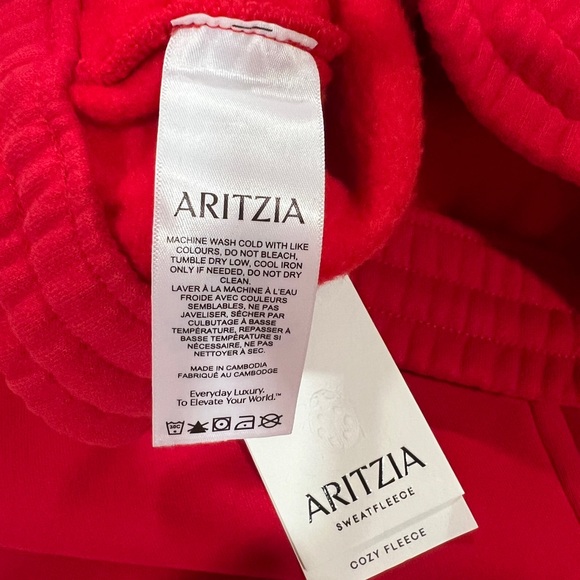 ARITZIA
MACHINE WASH COLD WITH LIKE
COLOURS, DO NOT BLEACH,
TUMBLE DRY LOW, COOL IRON
ONLY IF NEEDED, DO NOT DRY
CLEAN.
LAVER À LA MACHINE À L'EAU
FROIDE AVEC COULEURS
SEMBLABLES, NE PAS
JAVELISER, SÉCHER PAR
CULBUTAGE À BASSE
TEMPÉRATURE, REPASSER À
BASSE TEMPÉRATURE SI
NÉCESSAIRE, NE PAS
NETTOYER À SEC.
MADE IN CAMBODIA
FABRIQUÉ AU CAMBODGE
Everyday Luxury.
To Elevate Your World.™
30C
ARITZIA
SWEATFLEECE
COZY FLEECE